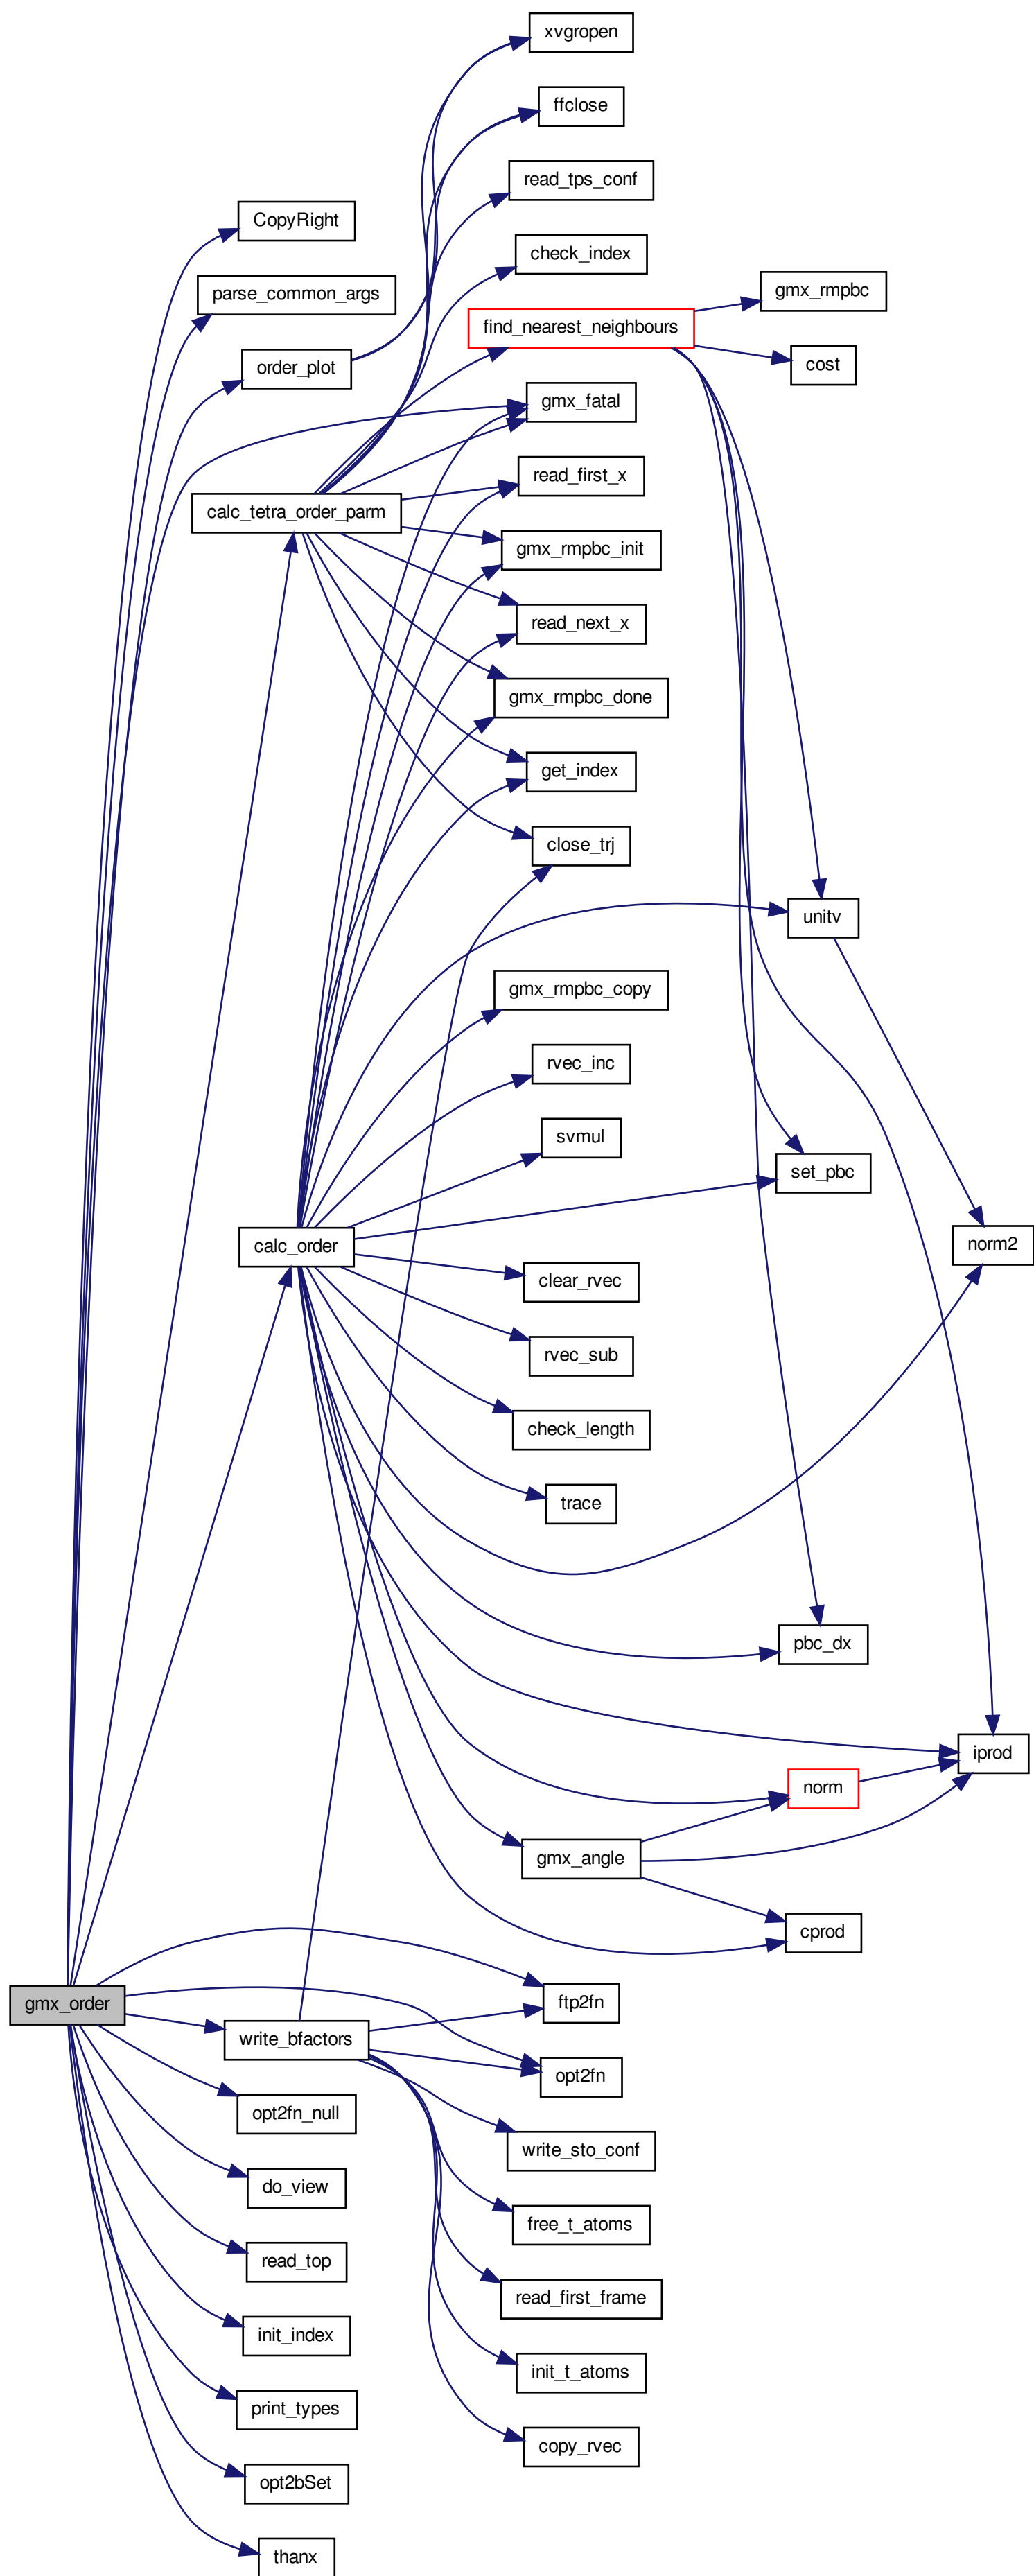 xvgropen
ffclose
read_tps_conf
CopyRight
check_index
parse_common_args
gmx_rmpbc
find_nearest_neighbours
order_plot
cost
gmx_fatal
read_first_x
calc_tetra_order_parm
gmx_rmpbc_init
read_next_x
gmx_rmpbc_done
get_index
close_trj
unitv
gmx_rmpbc_copy
rvec_inc
svmul
set_pbc
calc_order
norm2
clear_rvec
rvec_sub
check_length
trace
pbc_dx
iprod
norm
gmx_angle
cprod
gmx_order
ftp2fn
write_bfactors
opt2fn
opt2fn_null
write_sto_conf
do_view
free_t_atoms
read_top
read_first_frame
init_index
init_t_atoms
print_types
copy_rvec
opt2bSet
thanx